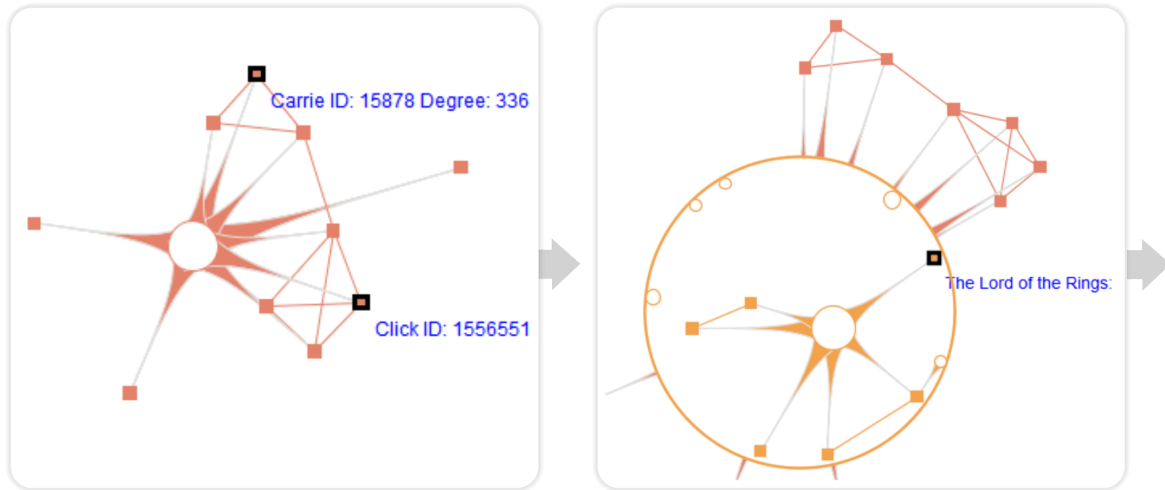 Carrie ID: 15878 Degree: 336
Click ID: 1556551
The Lord of the Rings: